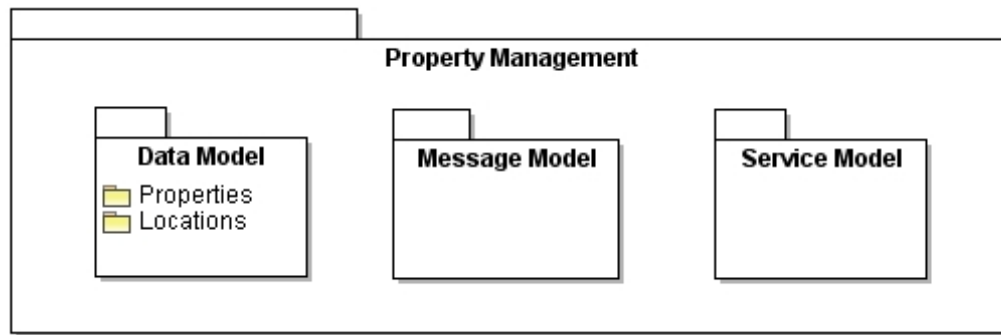 Property Management
Data Model
Properties
Locations
Message Model
Service Model